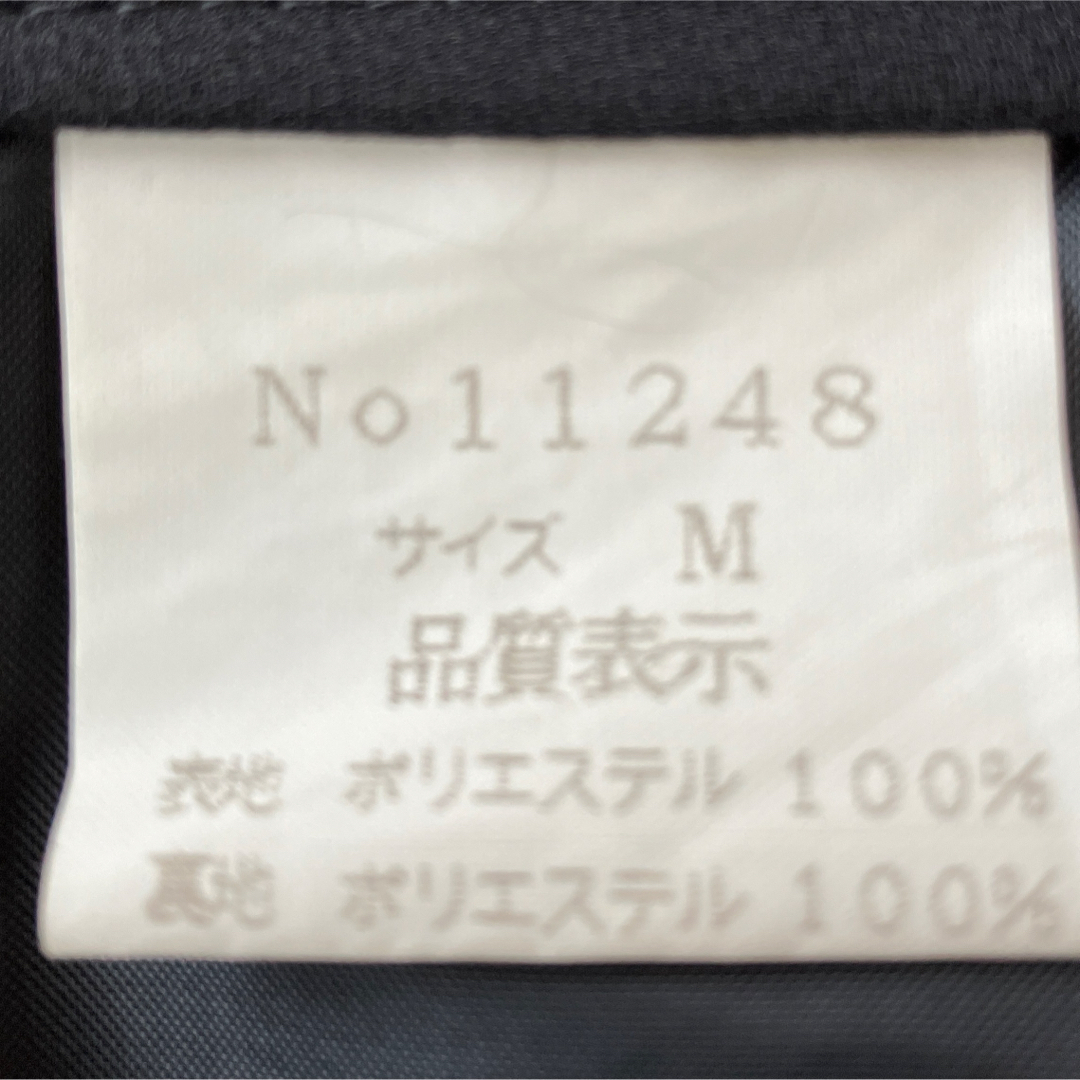 No11248
サイズ M
品質表示
表地 ポリエステル 100%
裏地 ポリエステル 100%